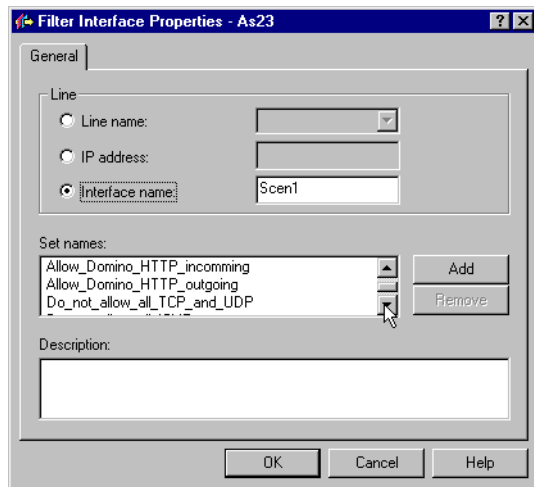 Filter Interface Properties - As23
General
Line
Line name:
IP address:
Interface name:
Scen1
Set names:
Allow_Domino_HTTP_incomming
Allow_Domino_HTTP_outgoing
Do_not_allow_all_TCP_and_UDP
Add
Remove
Description:
OK Cancel Help